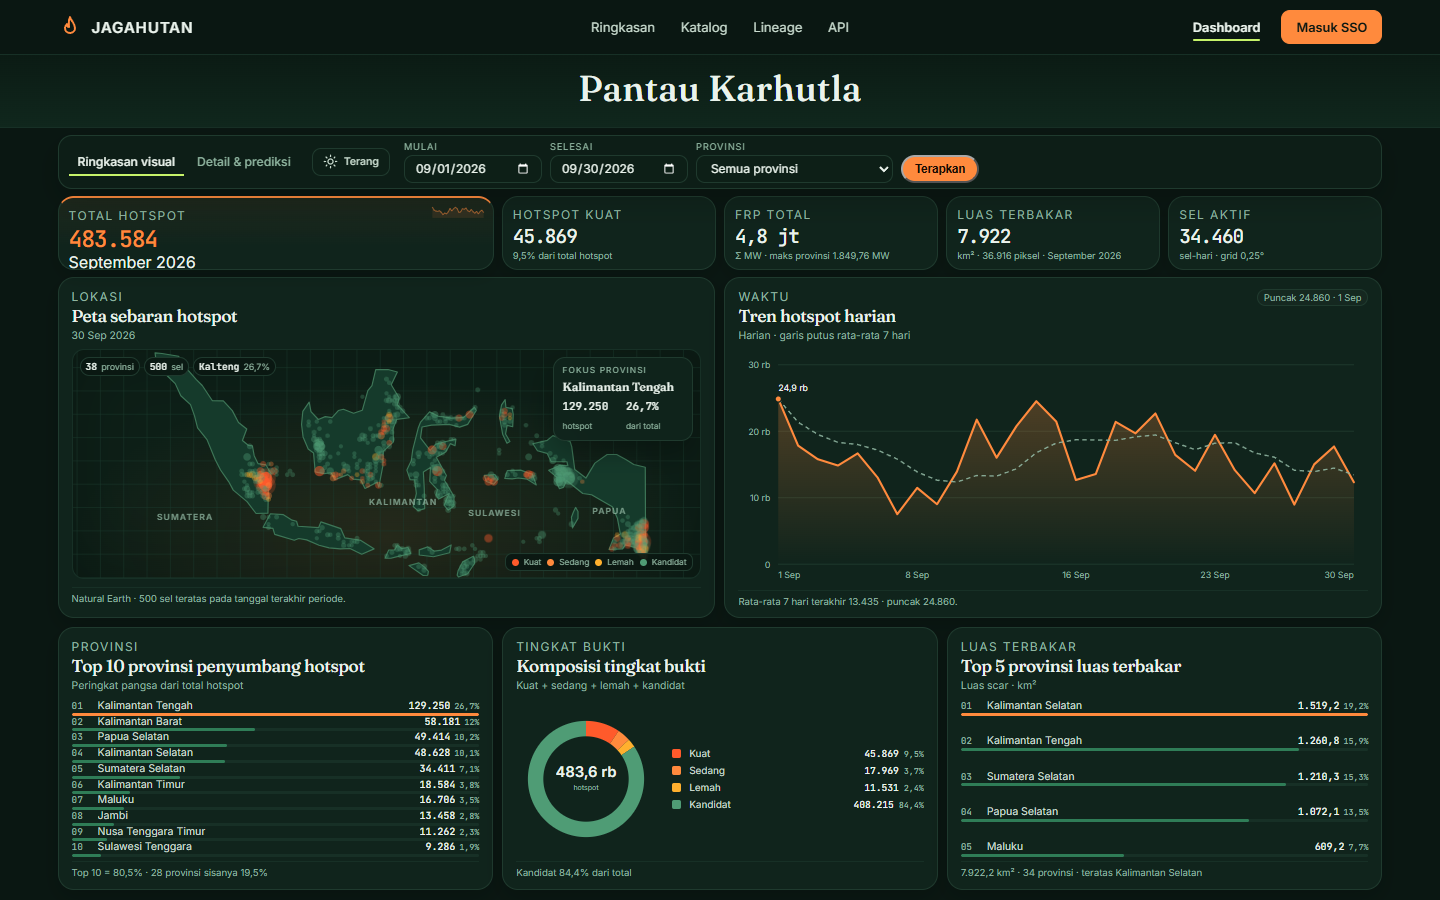 JAGAHUTAN
Ringkasan Katalog Lineage API
Dashboard Masuk SSO
Pantau Karhutla
Ringkasan visual Detail & prediksi Terang
MULAI SELESAI PROVINSI
09/01/2026 09/30/2026 Semua provinsi Terapkan
TOTAL HOTSPOT
483.584
September 2026
HOTSPOT KUAT
45.869
9,5% dari total hotspot
FRP TOTAL
4,8 jt
Σ MW · maks provinsi 1.849,76 MW
LUAS TERBAKAR
7.922
km² · 36.916 piksel · September 2026
SEL AKTIF
34.460
sel-hari · grid 0,25°
LOKASI
Peta sebaran hotspot
30 Sep 2026
38 provinsi 500 sel Kalteng 26,7%
FOKUS PROVINSI
Kalimantan Tengah
129.250 26,7%
hotspot dari total
SUMATERA
KALIMANTAN
SULAWESI
PAPUA
Kuat Sedang Lemah Kandidat
Natural Earth · 500 sel teratas pada tanggal terakhir periode.
WAKTU
Puncak 24.860 · 1 Sep
Tren hotspot harian
Harian · garis putus rata-rata 7 hari
30 rb
24,9 rb
20 rb
10 rb
0
1 Sep 8 Sep 16 Sep 23 Sep 30 Sep
Rata-rata 7 hari terakhir 13.435 · puncak 24.860.
PROVINSI
Top 10 provinsi penyumbang hotspot
Peringkat pangsa dari total hotspot
01 Kalimantan Tengah 129.250 26,7%
02 Kalimantan Barat 58.181 12%
03 Papua Selatan 49.414 10,2%
04 Kalimantan Selatan 48.628 10,1%
05 Sumatera Selatan 34.411 7,1%
06 Kalimantan Timur 18.584 3,8%
07 Maluku 16.706 3,5%
08 Jambi 13.458 2,8%
09 Nusa Tenggara Timur 11.262 2,3%
10 Sulawesi Tenggara 9.286 1,9%
Top 10 = 80,5% · 28 provinsi sisanya 19,5%
TINGKAT BUKTI
Komposisi tingkat bukti
Kuat + sedang + lemah + kandidat
483,6 rb
hotspot
Kuat 45.869 9,5%
Sedang 17.969 3,7%
Lemah 11.531 2,4%
Kandidat 408.215 84,4%
Kandidat 84,4% dari total
LUAS TERBAKAR
Top 5 provinsi luas terbakar
Luas scar · km²
01 Kalimantan Selatan 1.519,2 19,2%
02 Kalimantan Tengah 1.260,8 15,9%
03 Sumatera Selatan 1.210,3 15,3%
04 Papua Selatan 1.072,1 13,5%
05 Maluku 609,2 7,7%
7.922,2 km² · 34 provinsi · teratas Kalimantan Selatan